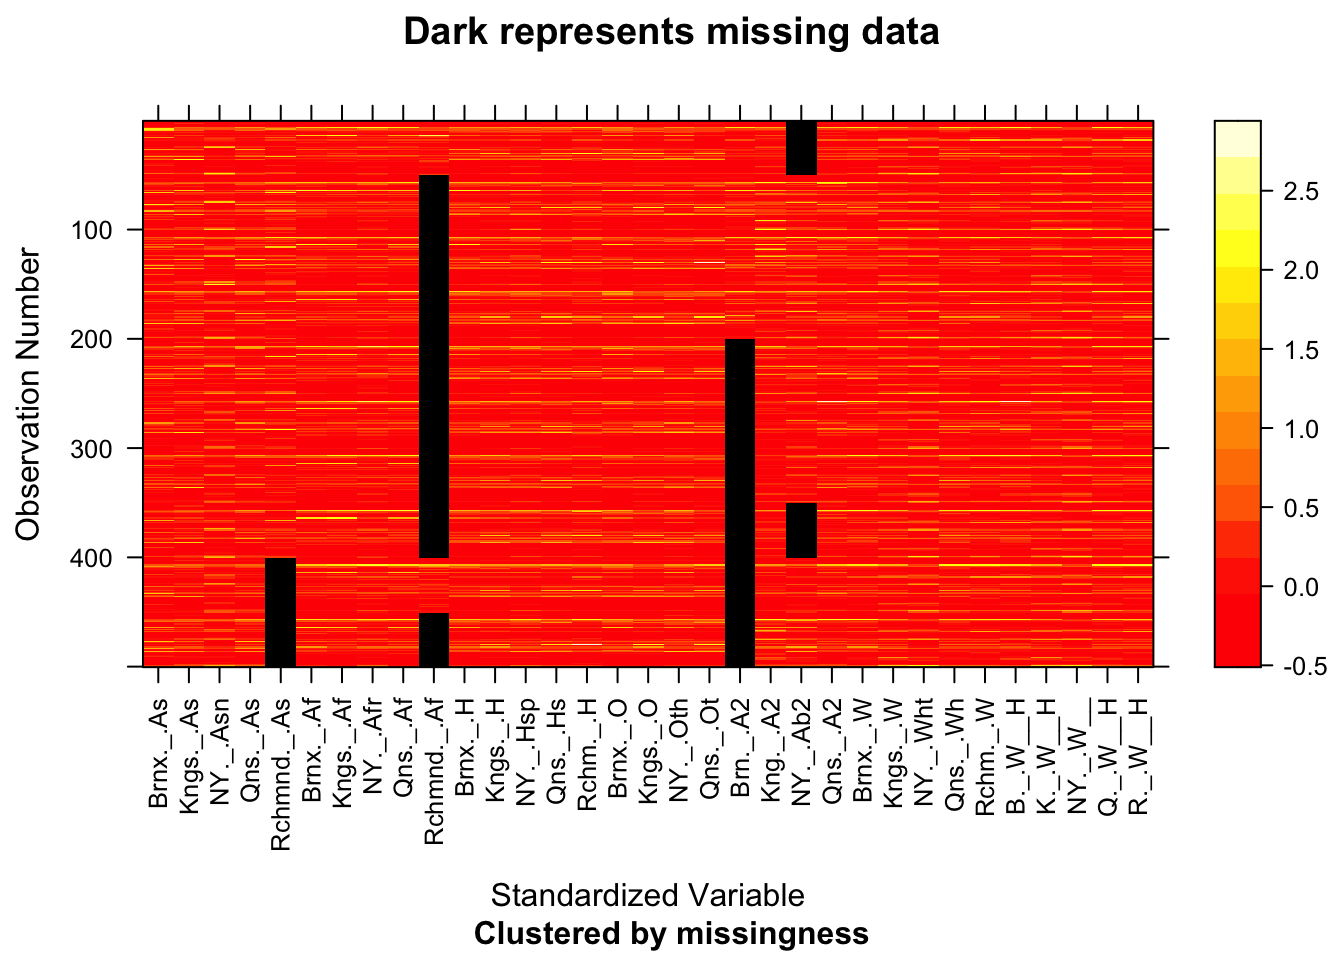 Dark represents missing data
Observation Number
100
200
300
400
2.5
2.0
1.5
1.0
0.5
0.0
-0.5
Brnx._.As
Kngs._.As
NY._.Asn
Qns._.As
Rchmnd._.As
Brnx._.Af
Kngs._.Af
NY._.Afr
Qns._.Af
Rchmnd._.Af
Brnx._.H
Kngs._.H
NY._.Hsp
Qns._.Hs
Rchm._.H
Brnx._.O
Kngs._.O
NY._.Oth
Qns._.Ot
Brn._.A2
Kng._.A2
NY._.Ab2
Qns._.A2
Brnx._.W
Kngs._.W
NY._.Wht
Qns._.Wh
Rchm._.W
B._.W__H
K._.W__H
NY._.W__
Q._.W__H
R._.W__H
Standardized Variable
Clustered by missingness